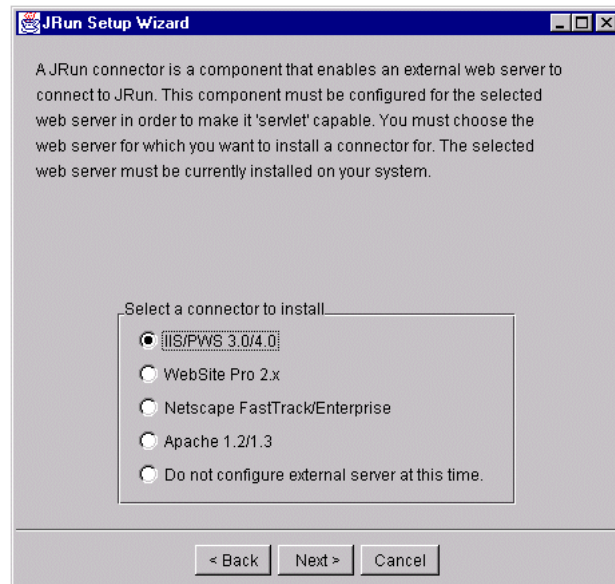 JRun Setup Wizard
A JRun connector is a component that enables an external web server to
connect to JRun. This component must be configured for the selected
web server in order to make it 'servlet' capable. You must choose the
web server for which you want to install a connector for. The selected
web server must be currently installed on your system.
Select a connector to install
IIS/PWS 3.0/4.0
WebSite Pro 2.x
Netscape FastTrack/Enterprise
Apache 1.2/1.3
Do not configure external server at this time.
< Back Next > Cancel